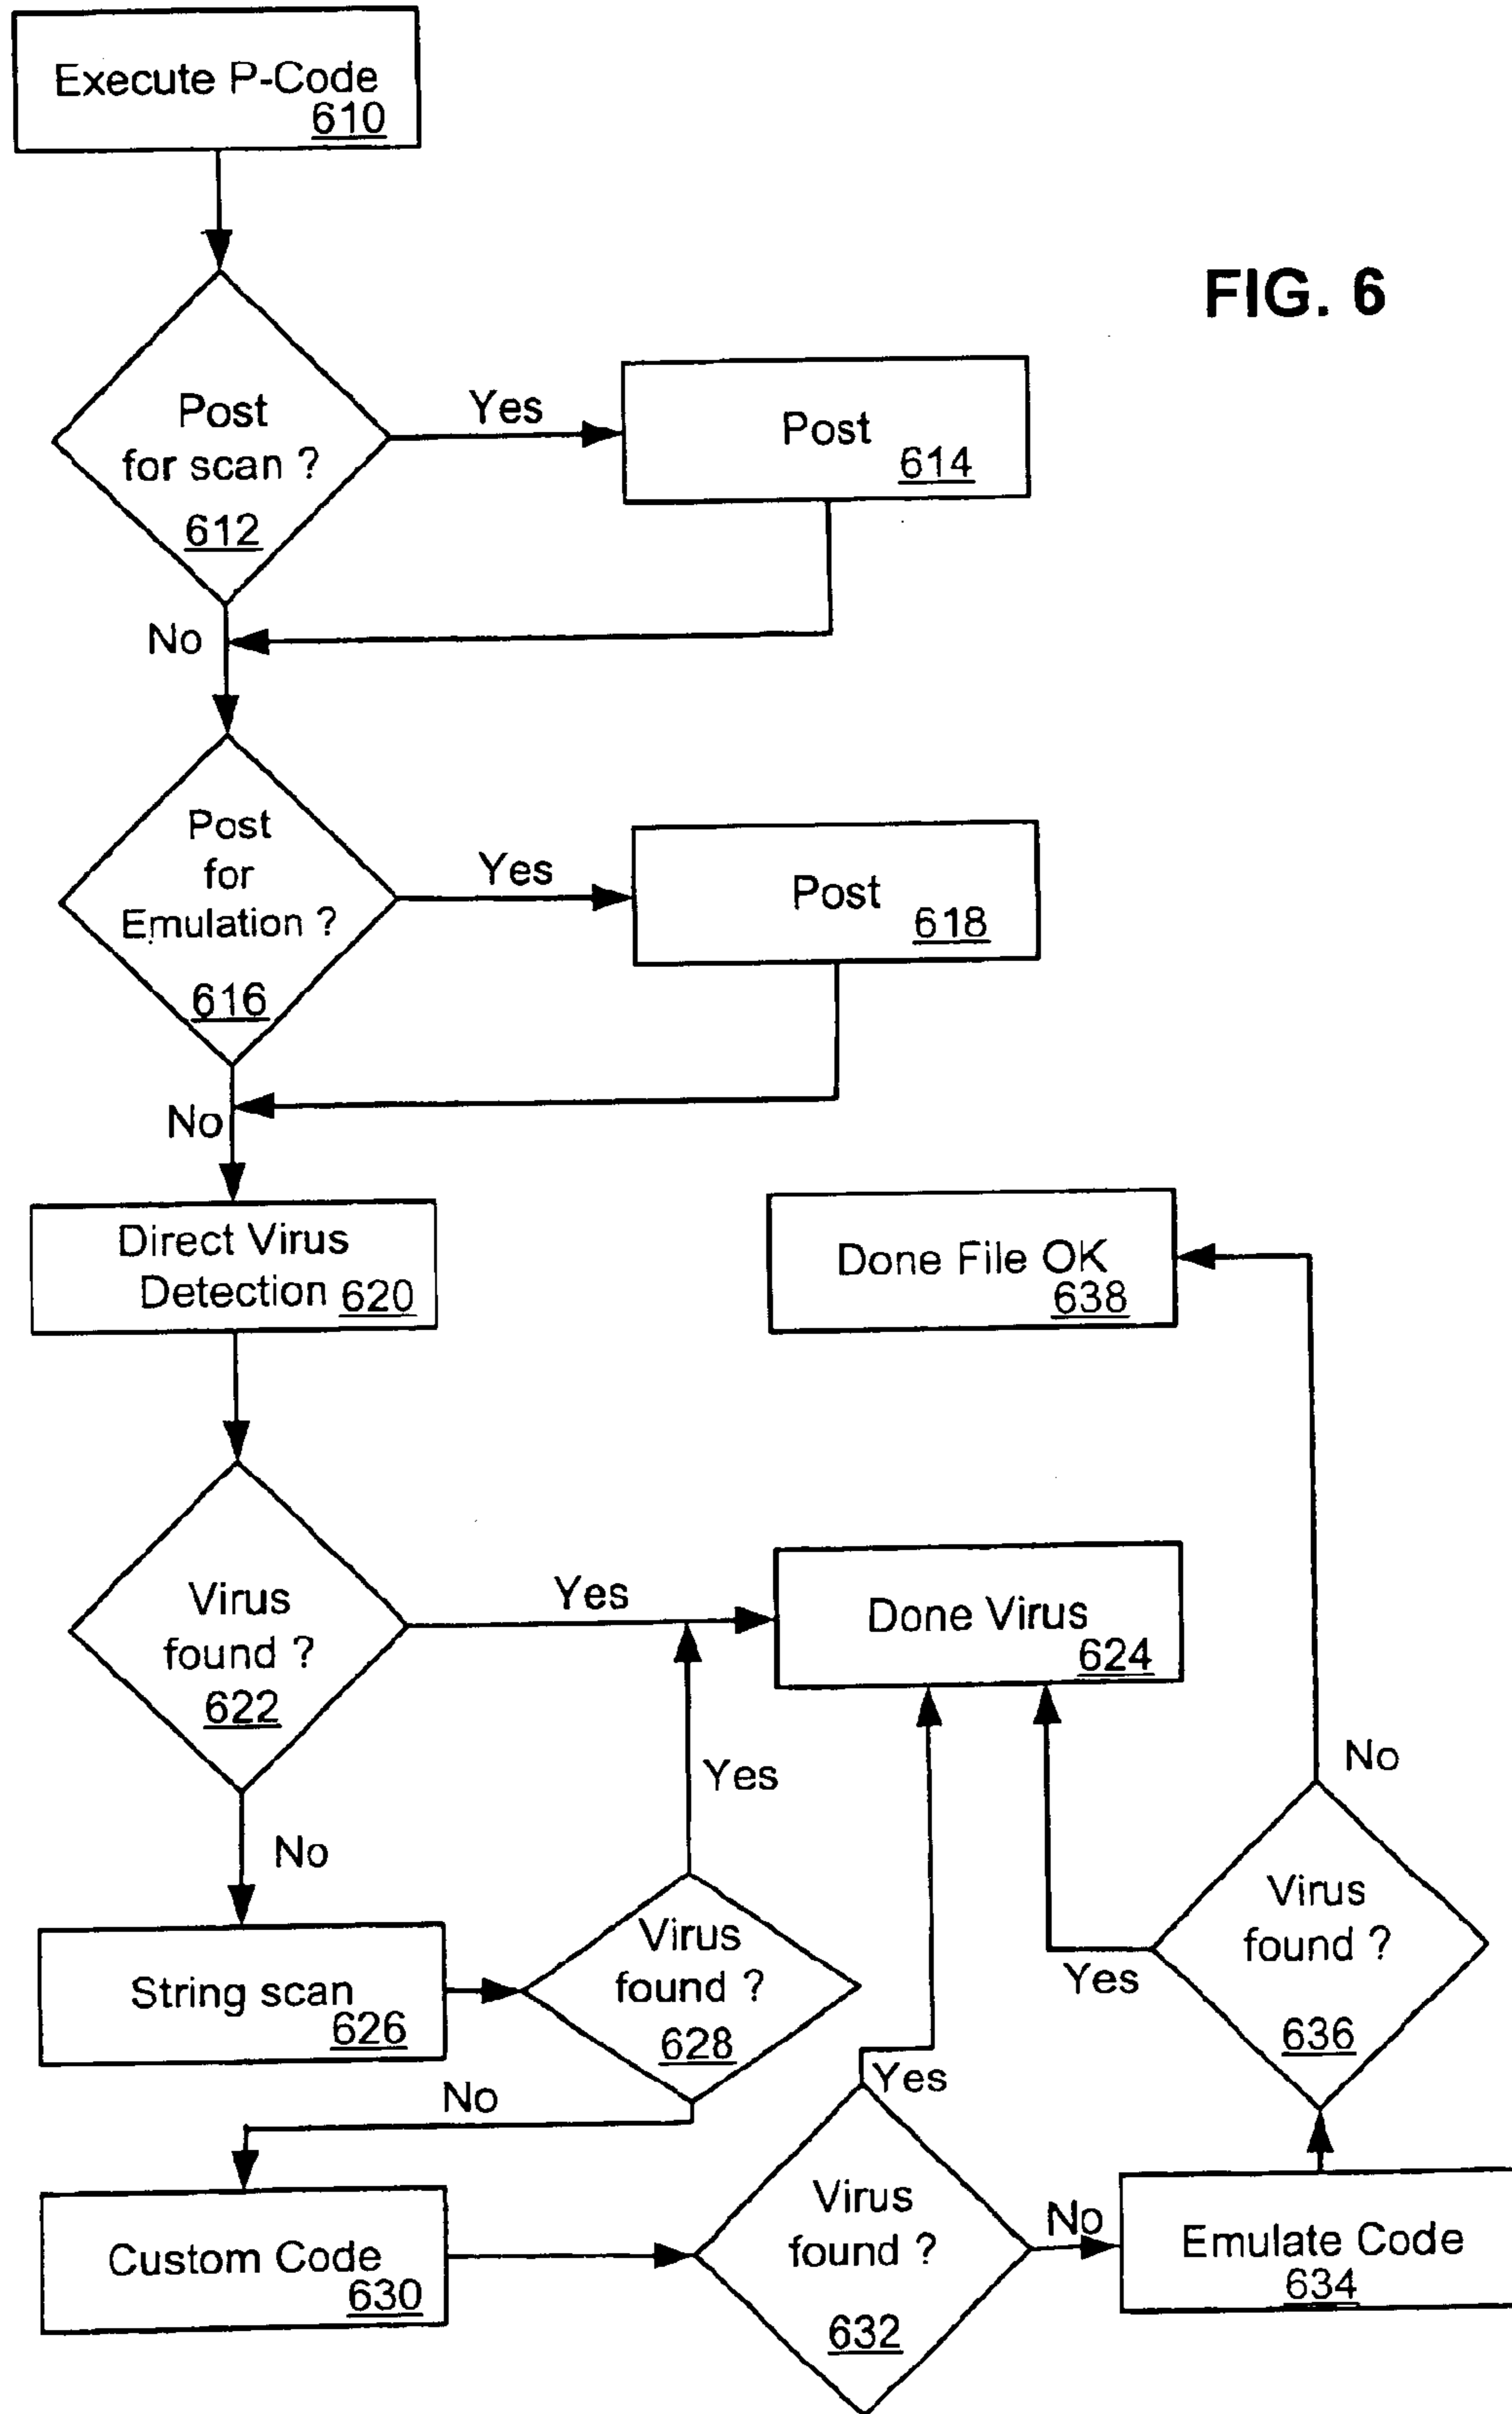 Execute P-Code
610
FIG. 6
Post
for scan ?
612
Yes
Post
614
No
Post
for
Emulation ?
616
Yes
Post
618
No
Direct Virus
Detection 620
Done File OK
638
Virus
found ?
622
Yes
Done Virus
624
No
Yes
No
String scan
626
Virus
found ?
628
Virus
found ?
636
Yes
No
Yes
Custom Code
630
Virus
found ?
632
No
Emulate Code
634